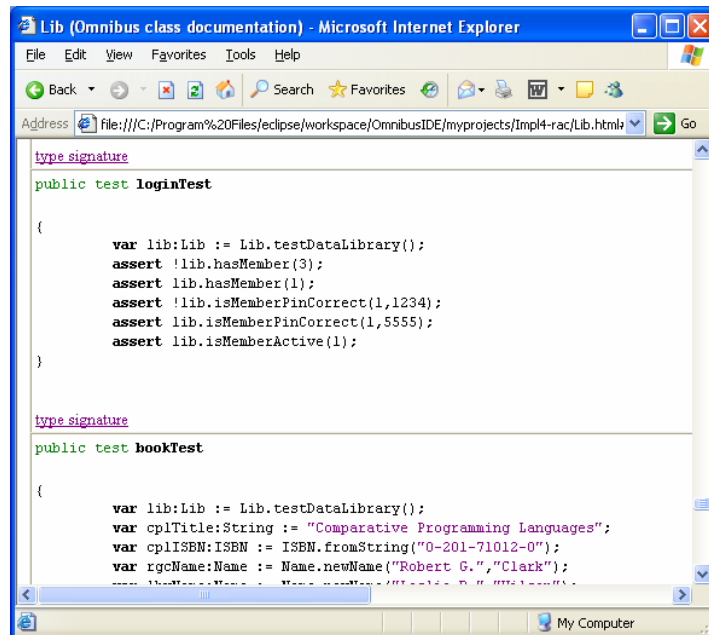 Lib (Omnibus class documentation) - Microsoft Internet Explorer
File Edit View Favorites Tools Help
Back Search Favorites
Address file:///C:/Program%20Files/eclipse/workspace/OmnibusIDE/myprojects/Impl4-rac/Lib.html Go
type signature
public test loginTest
{
var lib:Lib := Lib.testDataLibrary();
assert !lib.hasMember(3);
assert lib.hasMember(1);
assert !lib.isMemberPinCorrect(1,1234);
assert lib.isMemberPinCorrect(1,5555);
assert lib.isMemberActive(1);
}
type signature
public test bookTest
{
var lib:Lib := Lib.testDataLibrary();
var cplTitle:String := "Comparative Programming Languages";
var cplISBN:ISBN := ISBN.fromString("0-201-71012-0");
var rgcName:Name := Name.newName("Robert G.","Clark");
My Computer